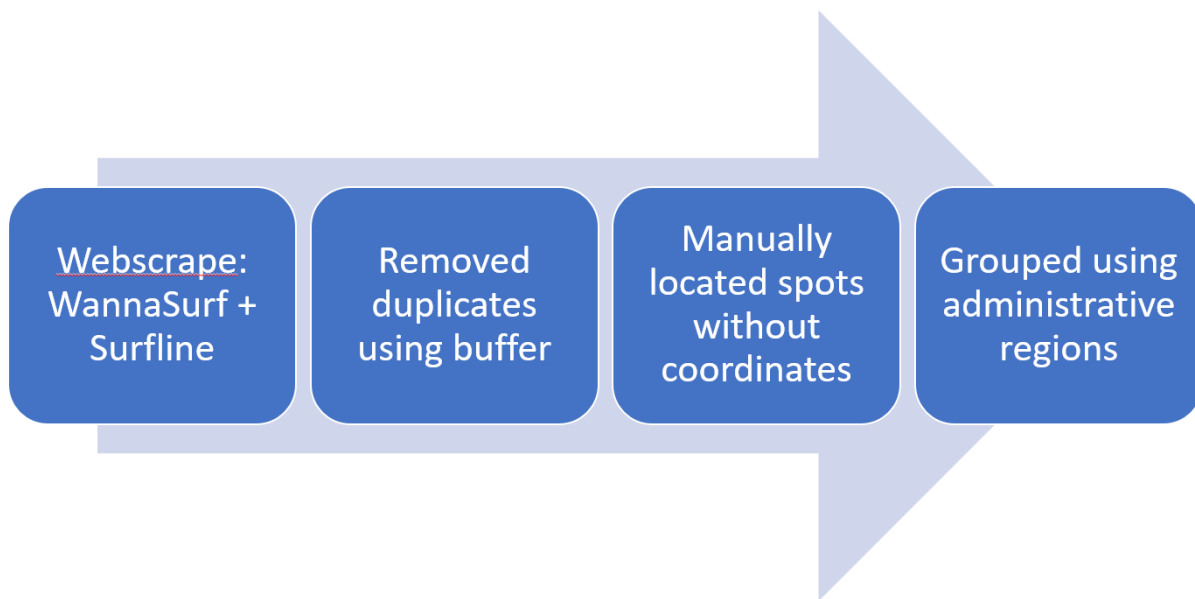 Webscrape:
WannaSurf +
Surfline
Removed
duplicates
using buffer
Manually
located spots
without
coordinates
Grouped using
administrative
regions